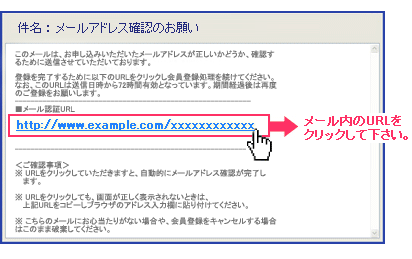 件名：メールアドレス確認のお願い
このメールは、お申し込みいただいたメールアドレスが正しいかどうか、確認す
るために送信させていただいております。
登録を完了するために以下のURLをクリックし会員登録処理を続けてください。
なお、このURLは送信日時から72時間有効となっています。期間経過後は再度
のご登録をお願いします。
■メール認証URL
http://www.example.com/xxxxxxxxxxxx
メール内のURLを
クリックして下さい。
＜ご確認事項＞
※ URLをクリックしていただきますと、自動的にメールアドレス確認が完了し
ます。
※ URLをクリックしても、画面が正しく表示されないときは、
上記URLをコピーしブラウザのアドレス入力欄に貼り付けてください。
※ こちらのメールにお心当たりがない場合や、会員登録をキャンセルする場合
はこのまま破棄してください。